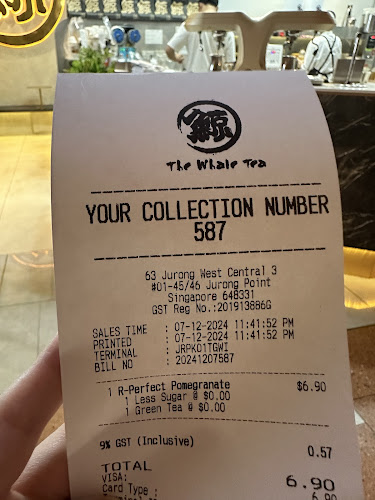 鯨
The Whale Tea
YOUR COLLECTION NUMBER
587
63 Jurong West Central 3
#01-45/46 Jurong Point
Singapore 648331
GST Reg No.:201913886G
SALES TIME : 07-12-2024 11:41:52 PM
PRINTED : 07-12-2024 11:41:52 PM
TERMINAL : JRPK01TGWI
BILL NO : 20241207587
1 R-Perfect Pomegranate $6.90
1 Less Sugar @ $0.00
1 Green Tea @ $0.00
9% GST (Inclusive) 0.57
TOTAL 6.90
VISA:
Card Type :